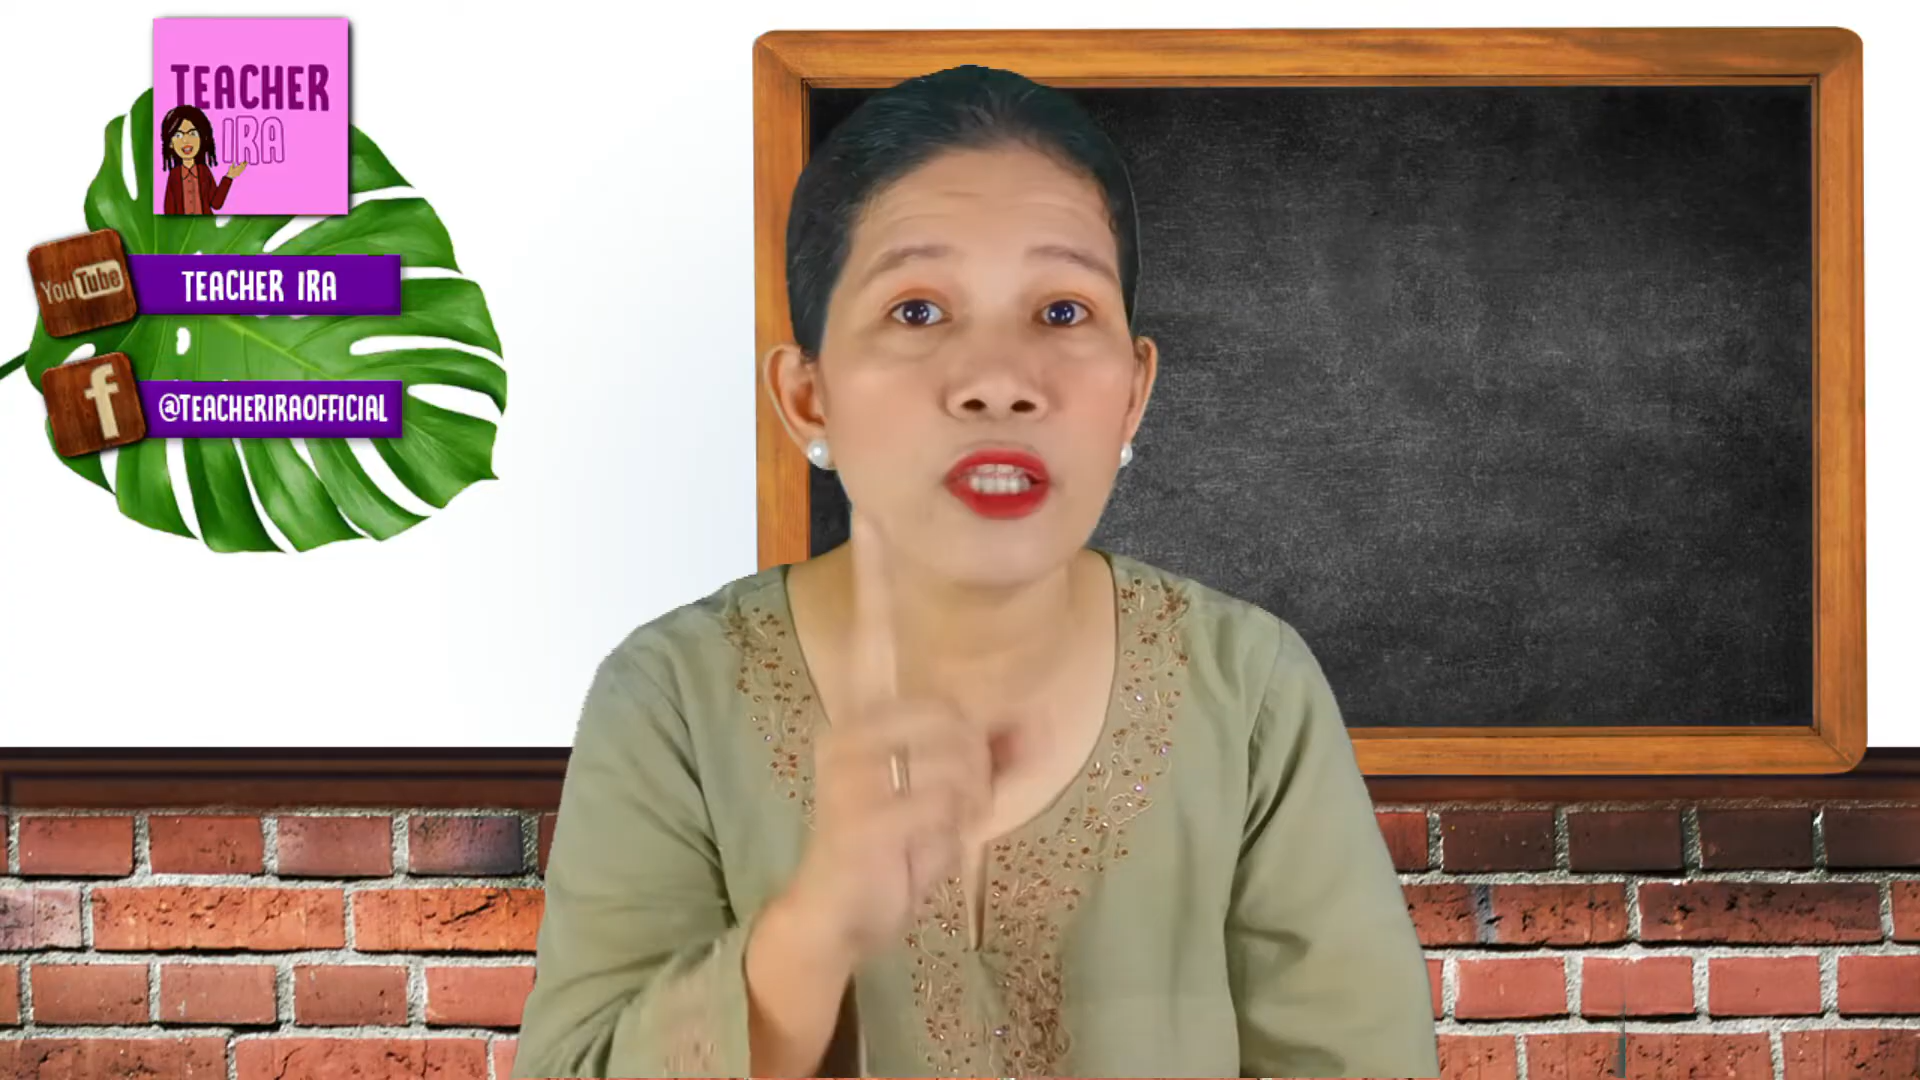 TEACHER
IRA
YouTube
TEACHER IRA
f
@TEACHERIRAOFFICIAL